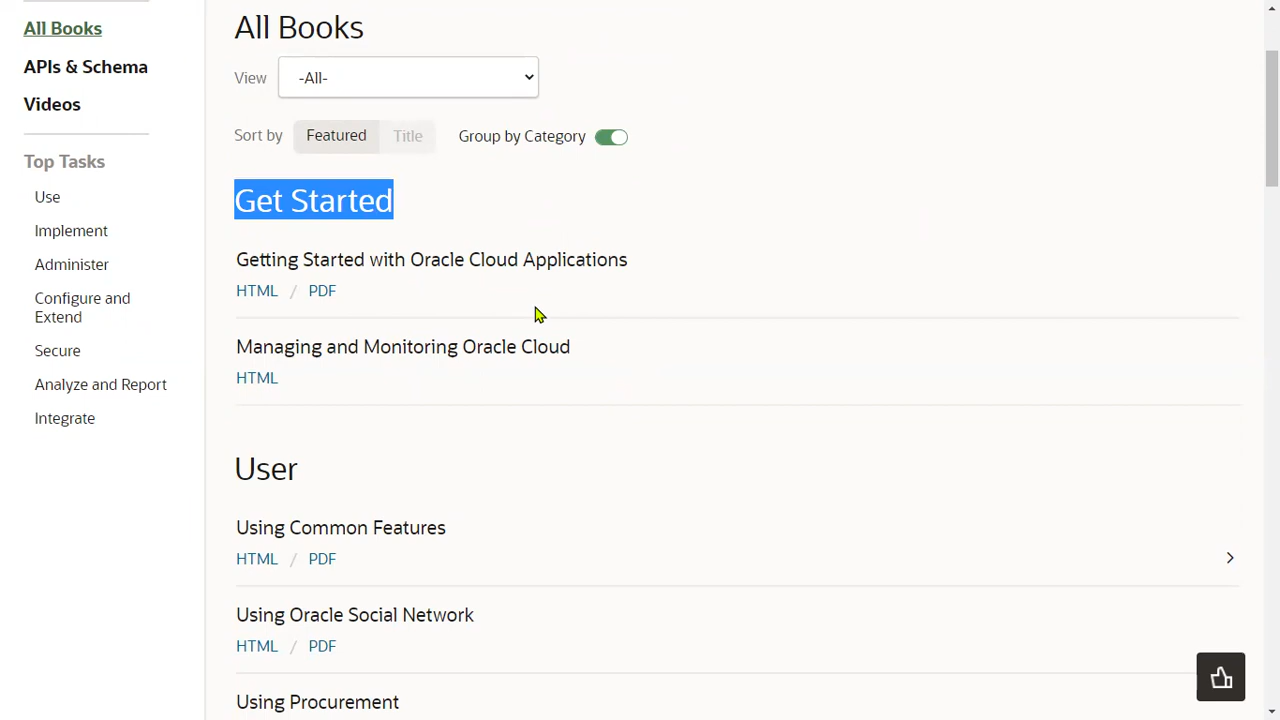 All Books
APIs & Schema
Videos
Top Tasks
Use
Implement
Administer
Configure and
Extend
Secure
Analyze and Report
Integrate
All Books
View -All-
Sort by Featured Title Group by Category
Get Started
Getting Started with Oracle Cloud Applications
HTML / PDF
Managing and Monitoring Oracle Cloud
HTML
User
Using Common Features
HTML / PDF
Using Oracle Social Network
HTML / PDF
Using Procurement